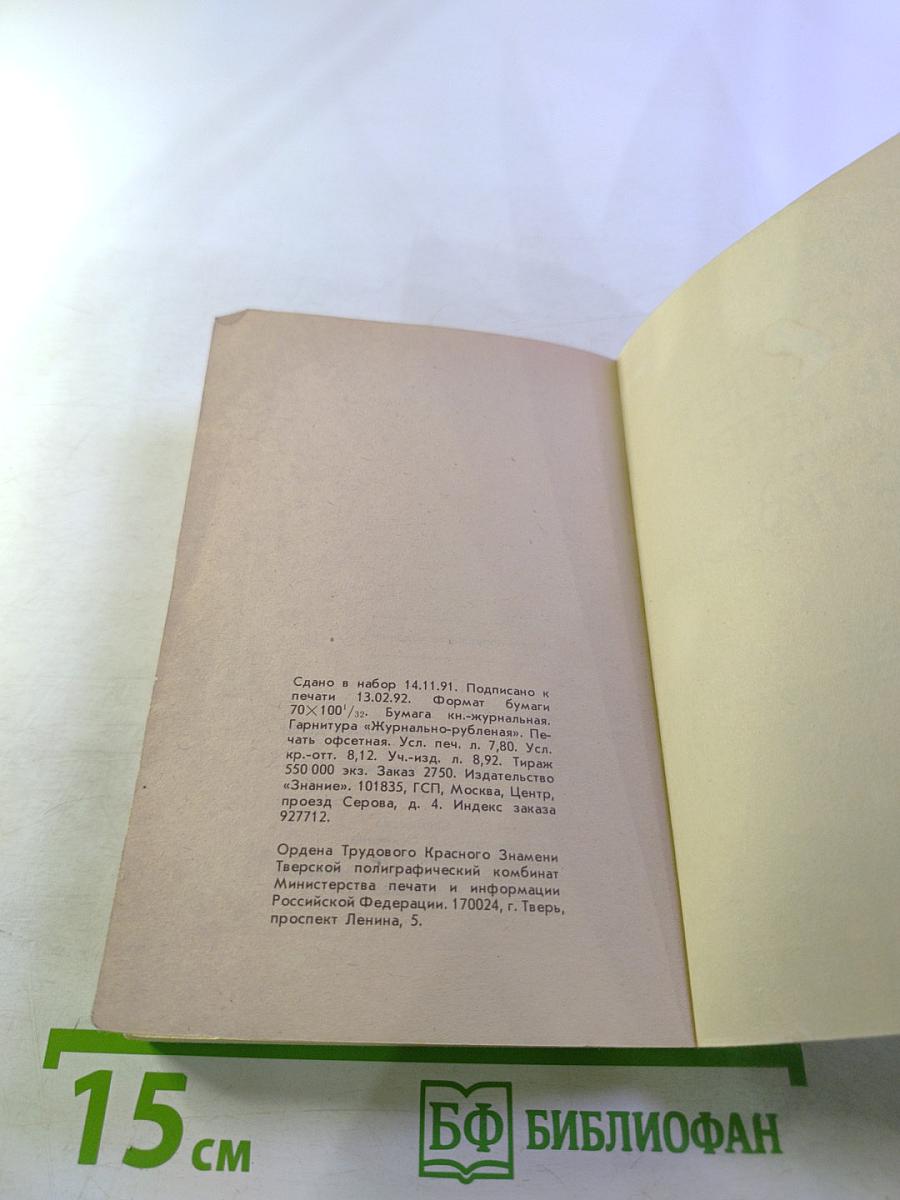 Сдано в набор 14.11.91. Подписано к
печати 13.02.92. Формат бумаги
70×100¹/₃₂. Бумага кн.-журнальная.
Гарнитура «Журнально-рубленая». Пе-
чать офсетная. Усл. печ. л. 7,80. Усл.
кр.-отт. 8,12. Уч.-изд. л. 8,92. Тираж
550 000 экз. Заказ 2750. Издательство
«Знание». 101835, ГСП, Москва, Центр,
проезд Серова, д. 4. Индекс заказа
927712.
Ордена Трудового Красного Знамени
Тверской полиграфический комбинат
Министерства печати и информации
Российской Федерации. 170024, г. Тверь,
проспект Ленина, 5.
15 см
БФ БИБЛИОФАН